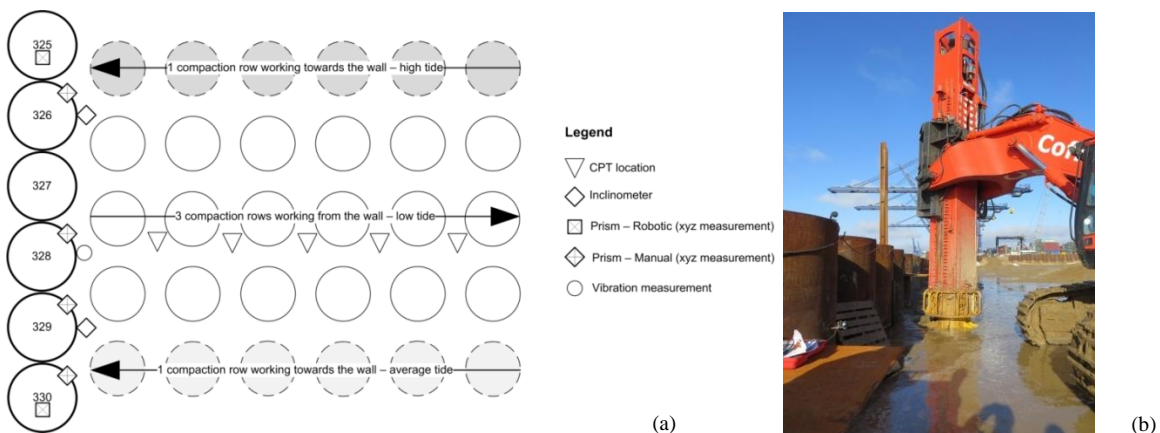 325
1 compaction row working towards the wall – high tide
326
Legend
CPT location
327
Inclinometer
3 compaction rows working from the wall – low tide
Prism – Robotic (xyz measurement)
328
Prism – Manual (xyz measurement)
Vibration measurement
329
1 compaction row working towards the wall – average tide
330
(a)
Cof
(b)